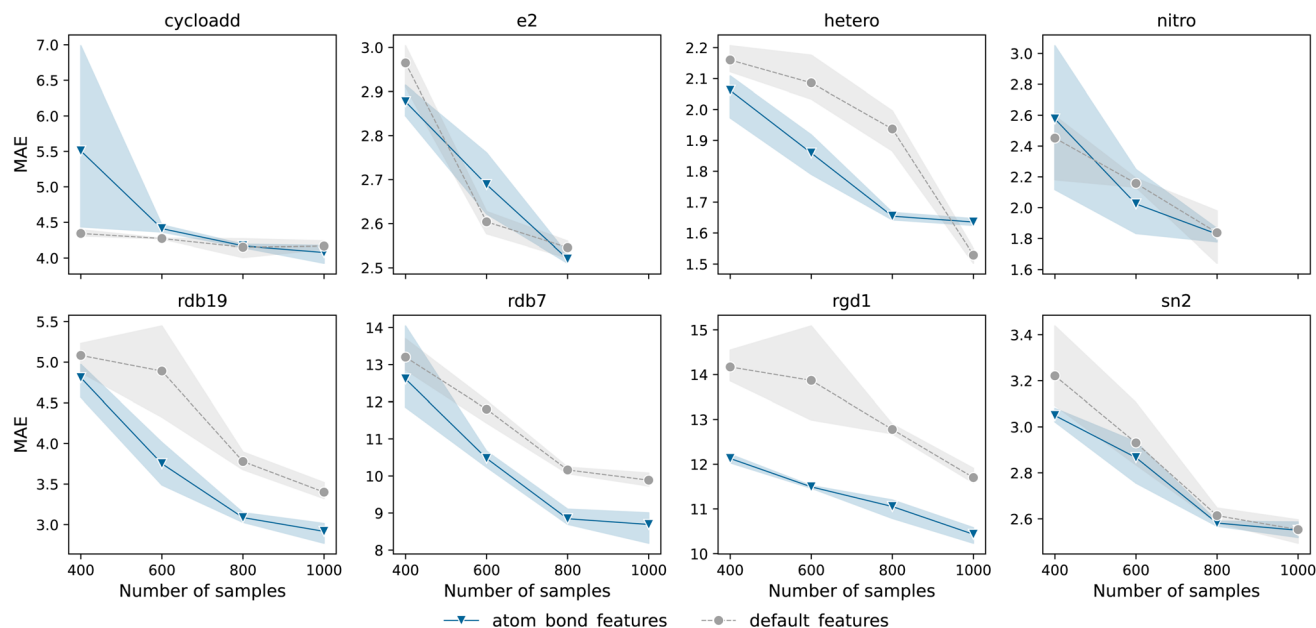 cycloadd
e2
hetero
nitro
7.0
6.5
6.0
5.5
5.0
4.5
4.0
MAE
3.0
2.9
2.8
2.7
2.6
2.5
2.2
2.1
2.0
1.9
1.8
1.7
1.6
1.5
3.0
2.8
2.6
2.4
2.2
2.0
1.8
1.6
rdb19
rdb7
rgd1
sn2
5.5
5.0
4.5
4.0
3.5
3.0
MAE
14
13
12
11
10
9
8
15
14
13
12
11
10
3.4
3.2
3.0
2.8
2.6
400 600 800 1000
400 600 800 1000
400 600 800 1000
400 600 800 1000
Number of samples
Number of samples
Number of samples
Number of samples
atom bond features
default features